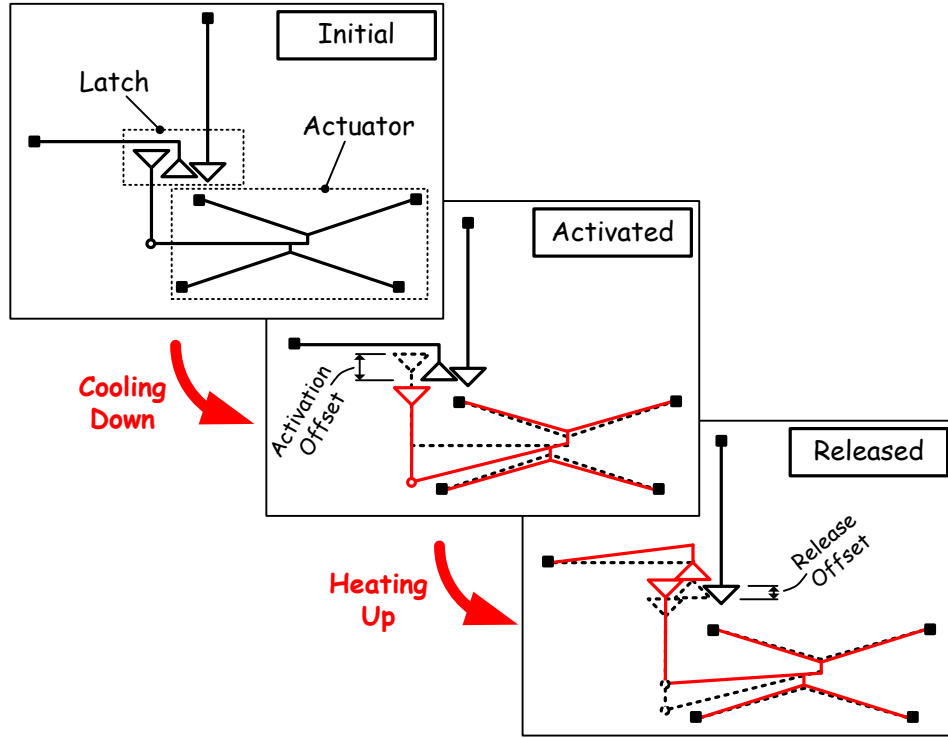 Initial
Latch
Actuator
Activated
Cooling
Down
Activation
Offset
Released
Heating
Up
Release
Offset